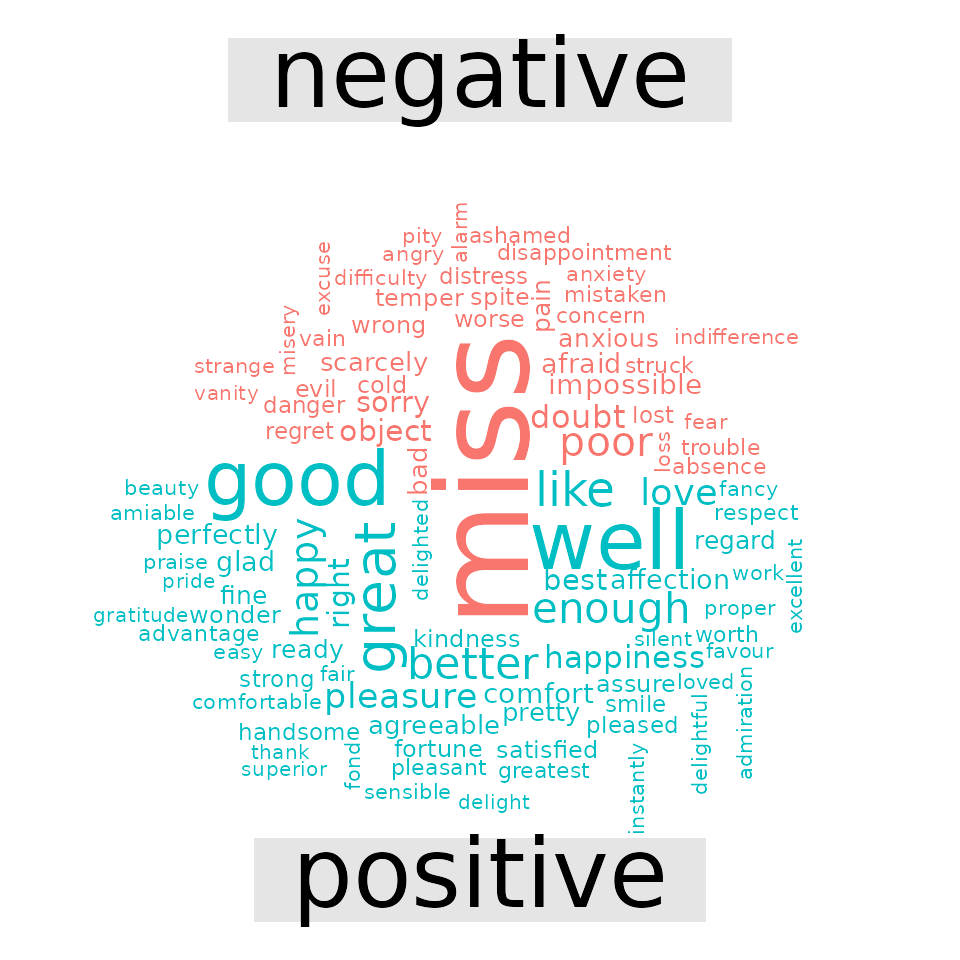 negative
alarm
pity
ashamed
angry
disappointment
excuse
difficulty
distress
anxiety
temper
spite
pain
mistaken
misery
vain
wrong
worse
concern
anxious
indifference
strange
scarcely
miss
afraid
struck
vanity
evil
cold
impossible
danger
sorry
doubt
lost
fear
regret
object
poor
loss
trouble
bad
absence
good
like
love
fancy
beauty
amiable
respect
perfectly
happy
great
delighted
well
regard
praise
glad
right
best
affection
work
excellent
pride
fine
enough
proper
gratitude
wonder
advantage
kindness
silent
worth
easy
ready
better
happiness
favour
strong
fair
comfortable
pleasure
comfort
assure
loved
smile
pretty
admiration
delightful
handsome
agreeable
pleased
thank
fond
fortune
satisfied
instantly
superior
pleasant
greatest
sensible
delight
positive